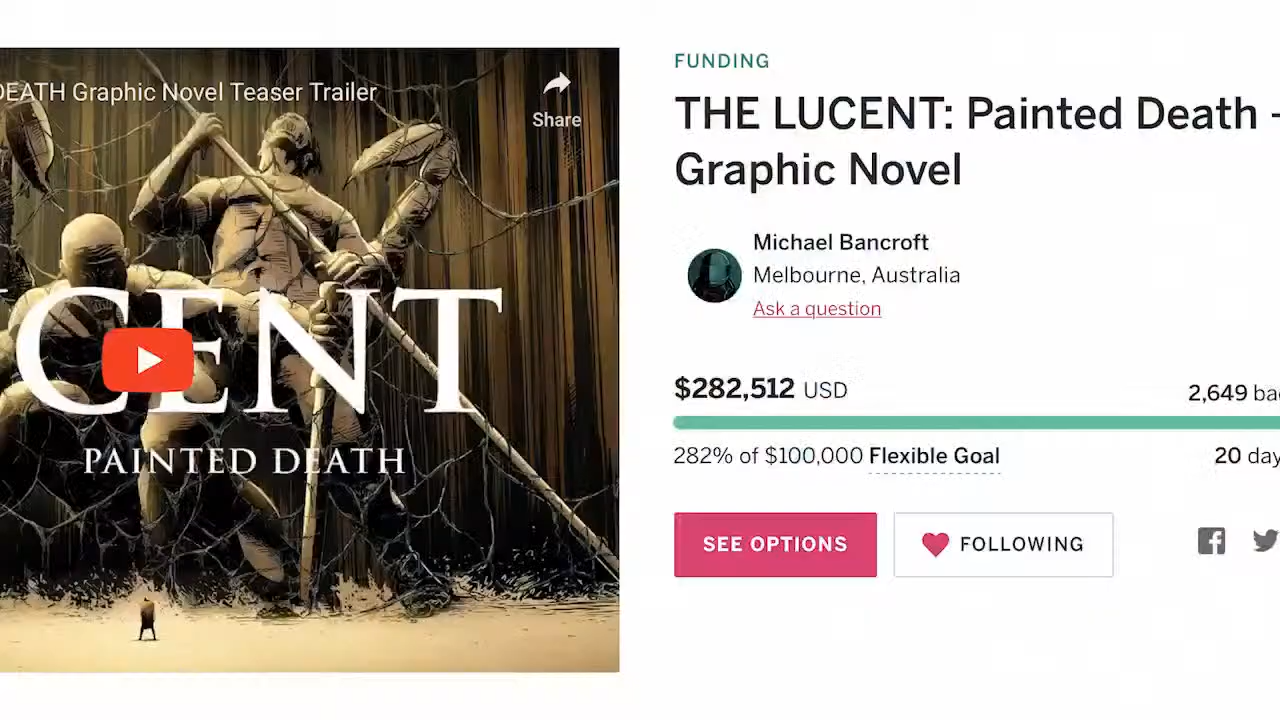 DEATH Graphic Novel Teaser Trailer
Share
CENT
PAINTED DEATH
FUNDING
THE LUCENT: Painted Death -
Graphic Novel
Michael Bancroft
Melbourne, Australia
Ask a question
$282,512 USD
2,649
282% of $100,000 Flexible Goal
20
SEE OPTIONS
FOLLOWING